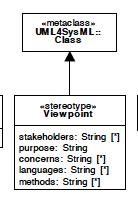 «metaclass»
UML4SysML::
Class
«stereotype»
Viewpoint
stakeholders: String [*]
purpose: String
concerns: String [*]
languages: String [*]
methods: String [*]